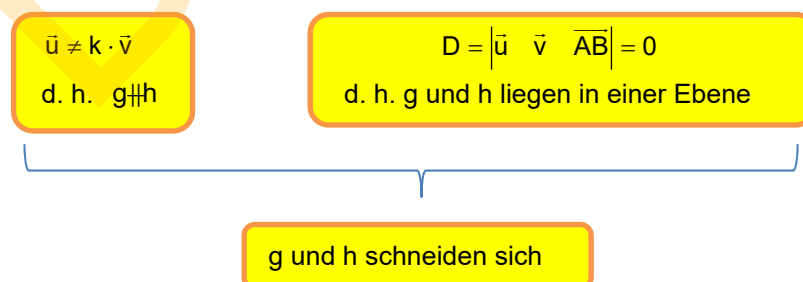 u⃗ ≠ k · v⃗
d. h. g∦h
D = |u⃗ v⃗ AB⃗| = 0
d. h. g und h liegen in einer Ebene
g und h schneiden sich